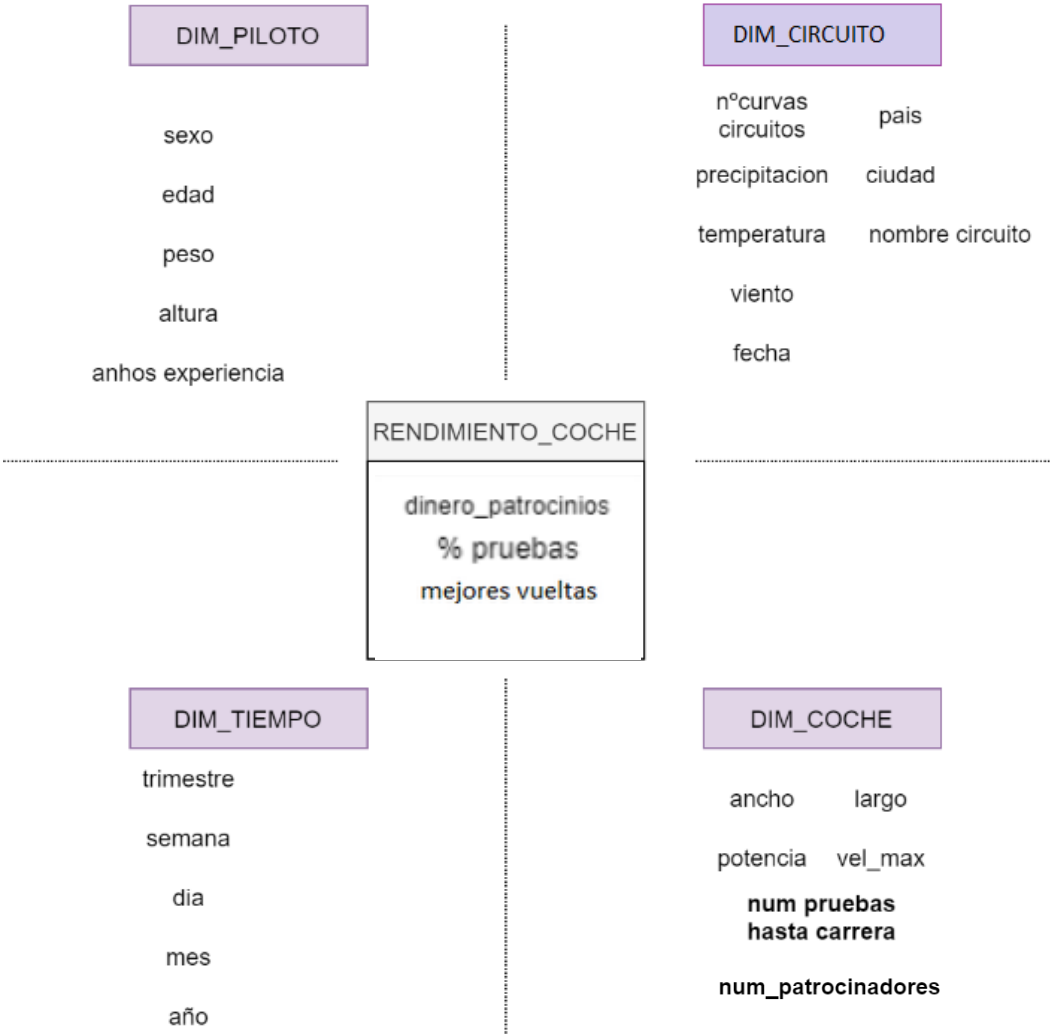 DIM_PILOTO
sexo
edad
peso
altura
anhos experiencia
DIM_CIRCUITO
nºcurvas
circuitos
pais
precipitacion
ciudad
temperatura
nombre circuito
viento
fecha
RENDIMIENTO_COCHE
dinero_patrocinios
% pruebas
mejores vueltas
DIM_TIEMPO
trimestre
semana
dia
mes
año
DIM_COCHE
ancho
largo
potencia
vel_max
num pruebas
hasta carrera
num_patrocinadores